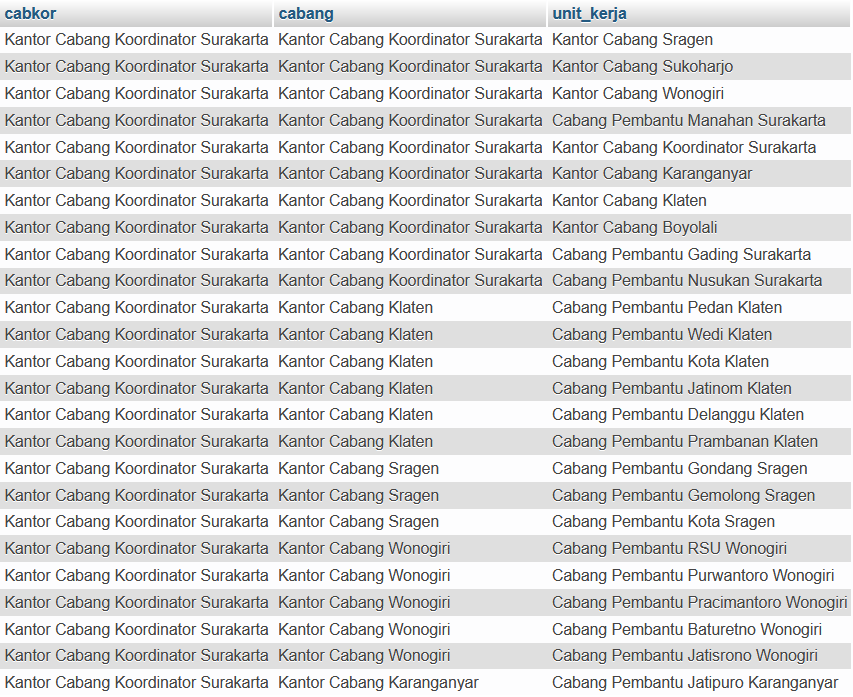 cabkor cabang unit_kerja
Kantor Cabang Koordinator Surakarta Kantor Cabang Koordinator Surakarta Kantor Cabang Sragen
Kantor Cabang Koordinator Surakarta Kantor Cabang Koordinator Surakarta Kantor Cabang Sukoharjo
Kantor Cabang Koordinator Surakarta Kantor Cabang Koordinator Surakarta Kantor Cabang Wonogiri
Kantor Cabang Koordinator Surakarta Kantor Cabang Koordinator Surakarta Cabang Pembantu Manahan Surakarta
Kantor Cabang Koordinator Surakarta Kantor Cabang Koordinator Surakarta Kantor Cabang Koordinator Surakarta
Kantor Cabang Koordinator Surakarta Kantor Cabang Koordinator Surakarta Kantor Cabang Karanganyar
Kantor Cabang Koordinator Surakarta Kantor Cabang Koordinator Surakarta Kantor Cabang Klaten
Kantor Cabang Koordinator Surakarta Kantor Cabang Koordinator Surakarta Kantor Cabang Boyolali
Kantor Cabang Koordinator Surakarta Kantor Cabang Koordinator Surakarta Cabang Pembantu Gading Surakarta
Kantor Cabang Koordinator Surakarta Kantor Cabang Koordinator Surakarta Cabang Pembantu Nusukan Surakarta
Kantor Cabang Koordinator Surakarta Kantor Cabang Klaten Cabang Pembantu Pedan Klaten
Kantor Cabang Koordinator Surakarta Kantor Cabang Klaten Cabang Pembantu Wedi Klaten
Kantor Cabang Koordinator Surakarta Kantor Cabang Klaten Cabang Pembantu Kota Klaten
Kantor Cabang Koordinator Surakarta Kantor Cabang Klaten Cabang Pembantu Jatinom Klaten
Kantor Cabang Koordinator Surakarta Kantor Cabang Klaten Cabang Pembantu Delanggu Klaten
Kantor Cabang Koordinator Surakarta Kantor Cabang Klaten Cabang Pembantu Prambanan Klaten
Kantor Cabang Koordinator Surakarta Kantor Cabang Sragen Cabang Pembantu Gondang Sragen
Kantor Cabang Koordinator Surakarta Kantor Cabang Sragen Cabang Pembantu Gemolong Sragen
Kantor Cabang Koordinator Surakarta Kantor Cabang Sragen Cabang Pembantu Kota Sragen
Kantor Cabang Koordinator Surakarta Kantor Cabang Wonogiri Cabang Pembantu RSU Wonogiri
Kantor Cabang Koordinator Surakarta Kantor Cabang Wonogiri Cabang Pembantu Purwantoro Wonogiri
Kantor Cabang Koordinator Surakarta Kantor Cabang Wonogiri Cabang Pembantu Pracimantoro Wonogiri
Kantor Cabang Koordinator Surakarta Kantor Cabang Wonogiri Cabang Pembantu Baturetno Wonogiri
Kantor Cabang Koordinator Surakarta Kantor Cabang Wonogiri Cabang Pembantu Jatisrono Wonogiri
Kantor Cabang Koordinator Surakarta Kantor Cabang Karanganyar Cabang Pembantu Jatipuro Karanganyar